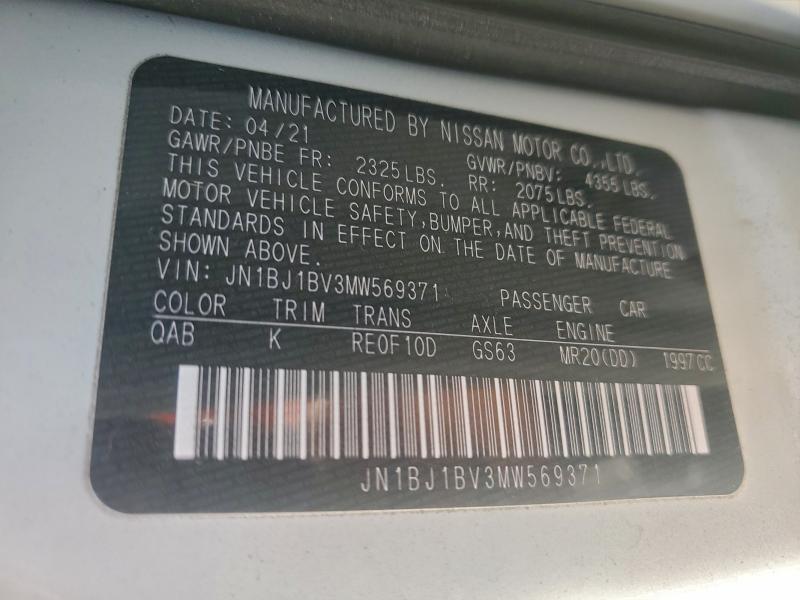 MANUFACTURED BY NISSAN MOTOR CO.,LTD.
DATE: 04/21 GVWR/PNBV: 4355 LBS.
GAWR/PNBE FR: 2325 LBS. RR: 2075 LBS.
THIS VEHICLE CONFORMS TO ALL APPLICABLE FEDERAL
MOTOR VEHICLE SAFETY,BUMPER,AND THEFT PREVENTION
STANDARDS IN EFFECT ON THE DATE OF MANUFACTURE
SHOWN ABOVE.
VIN: JN1BJ1BV3MW569371 PASSENGER CAR
COLOR TRIM TRANS AXLE ENGINE
QAB K RE0F10D GS63 MR20(DD) 1997CC
JN1BJ1BV3MW569371